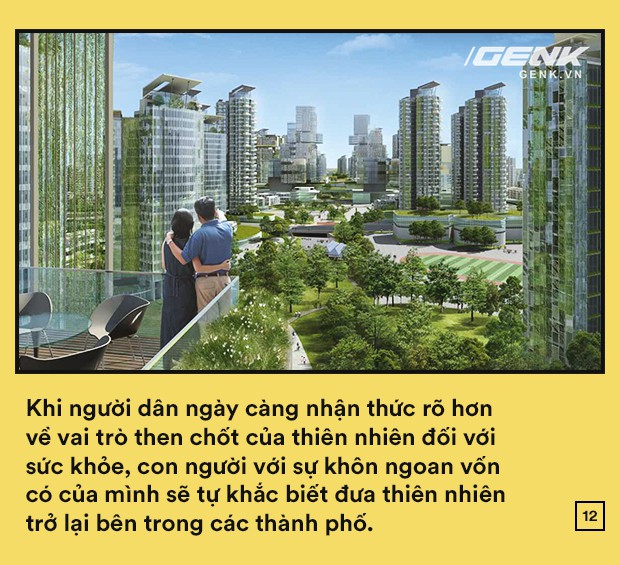 /GENK
GENK.VN
Khi người dân ngày càng nhận thức rõ hơn
về vai trò then chốt của thiên nhiên đối với
sức khỏe, con người với sự khôn ngoan vốn
có của mình sẽ tự khắc biết đưa thiên nhiên
trở lại bên trong các thành phố.
12